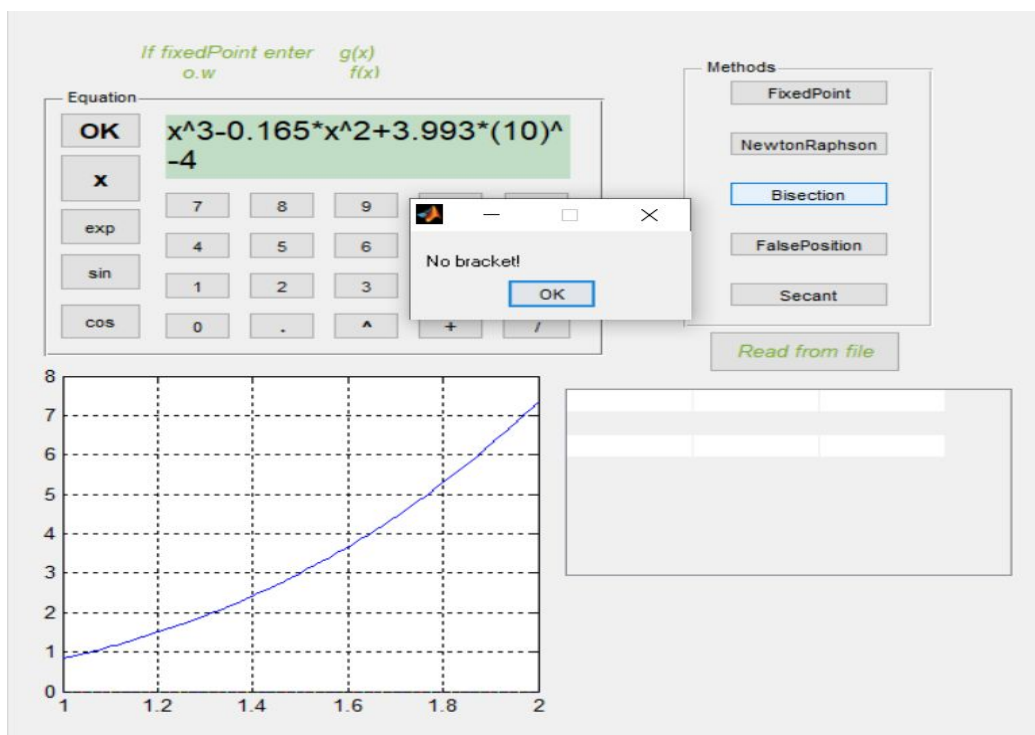 If fixedPoint enter g(x)
o.w f(x)
Equation
OK
x^3-0.165*x^2+3.993*(10)^
-4
x
exp
sin
cos
7 8 9
4 5 6
1 2 3
0 . ^ + /
No bracket!
OK
Methods
FixedPoint
NewtonRaphson
Bisection
FalsePosition
Secant
Read from file
8
7
6
5
4
3
2
1
0
1 1.2 1.4 1.6 1.8 2